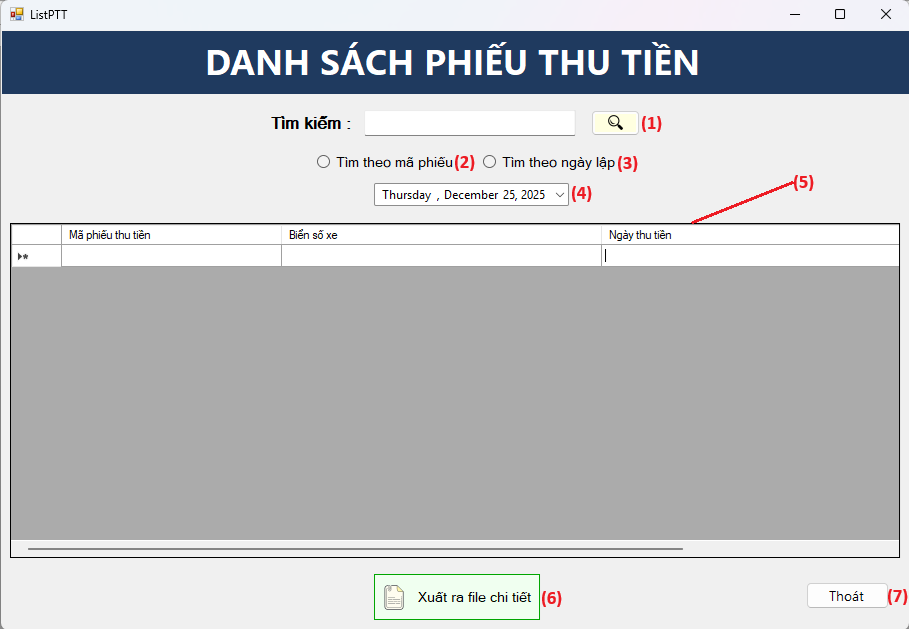 ListPTT
DANH SÁCH PHIẾU THU TIỀN
Tìm kiếm : (1)
Tìm theo mã phiếu (2) Tìm theo ngày lập (3)
Thursday , December 25, 2025 (4)
(5)
Mã phiếu thu tiền Biển số xe Ngày thu tiền
Xuất ra file chi tiết (6) Thoát (7)